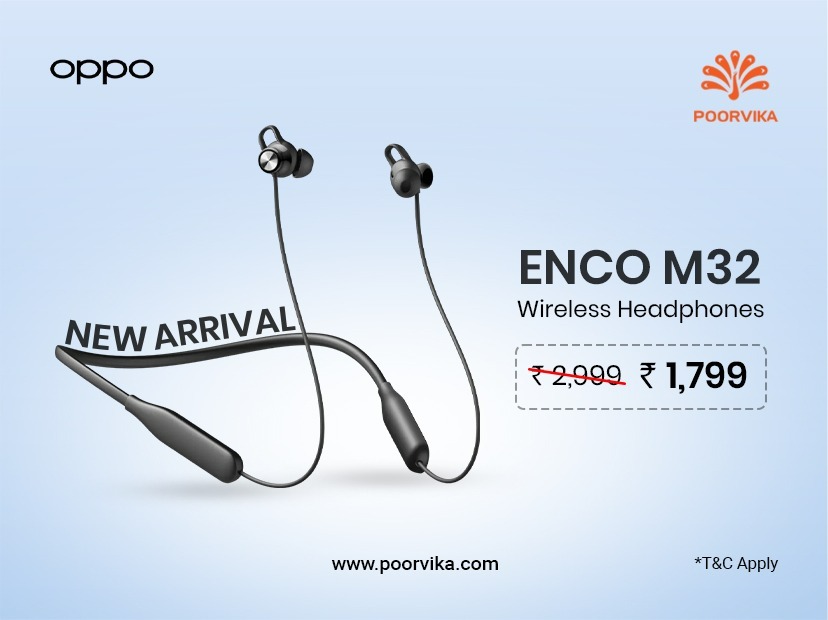 oppo
POORVIKA
ENCO M32
Wireless Headphones
NEW ARRIVAL
₹ 2,999 ₹ 1,799
www.poorvika.com
*T&C Apply